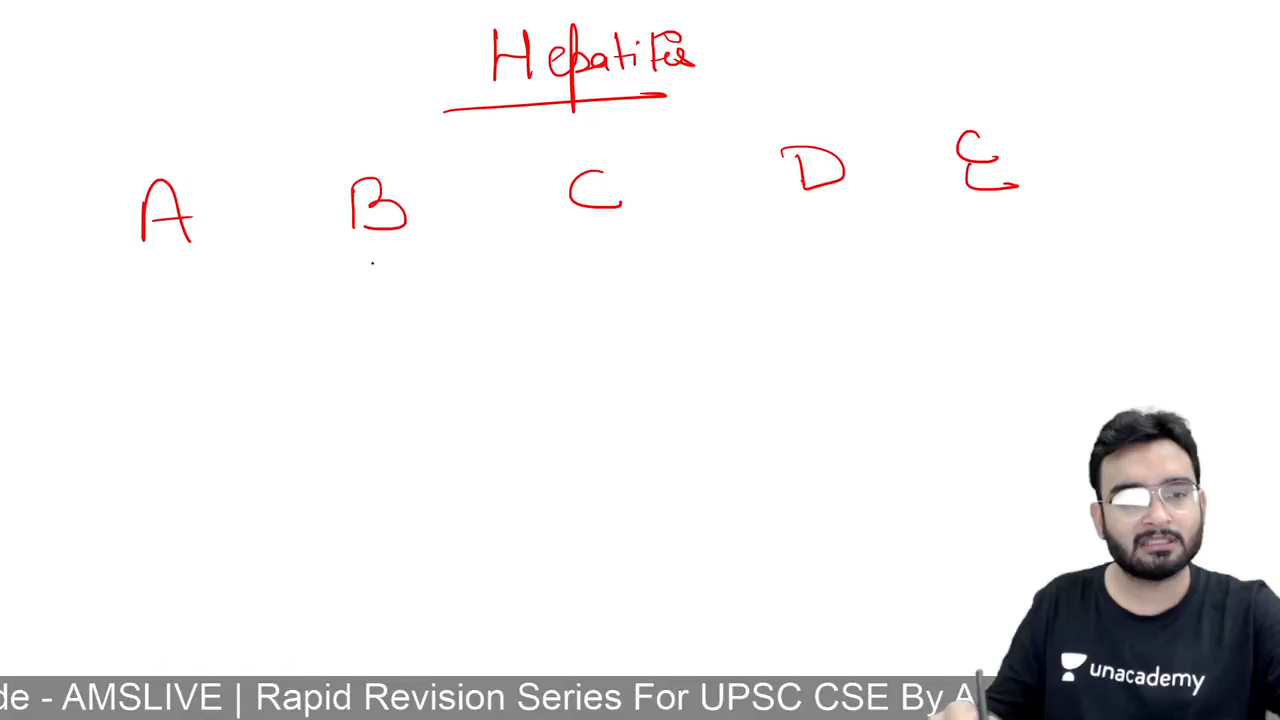 Hepatitis
A B C D E
unacademy
de - AMSLIVE | Rapid Revision Series For UPSC CSE By A